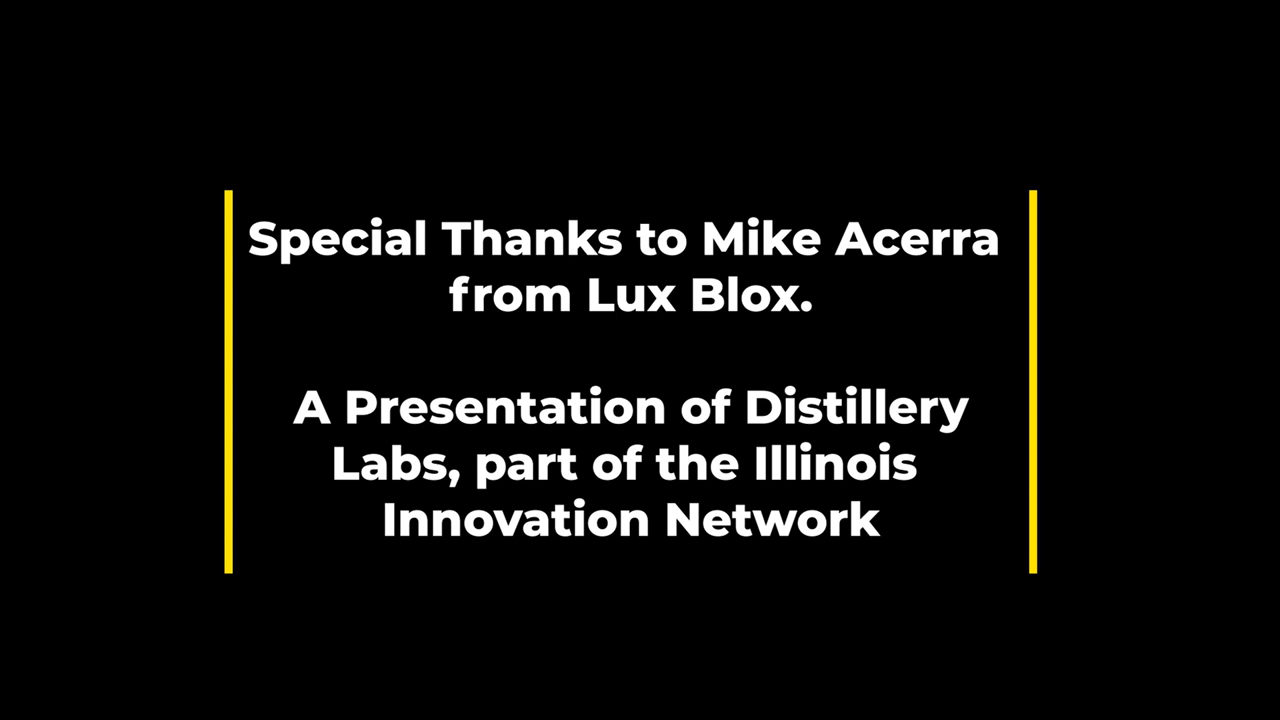 Special Thanks to Mike Acerra
from Lux Blox.
A Presentation of Distillery
Labs, part of the Illinois
Innovation Network